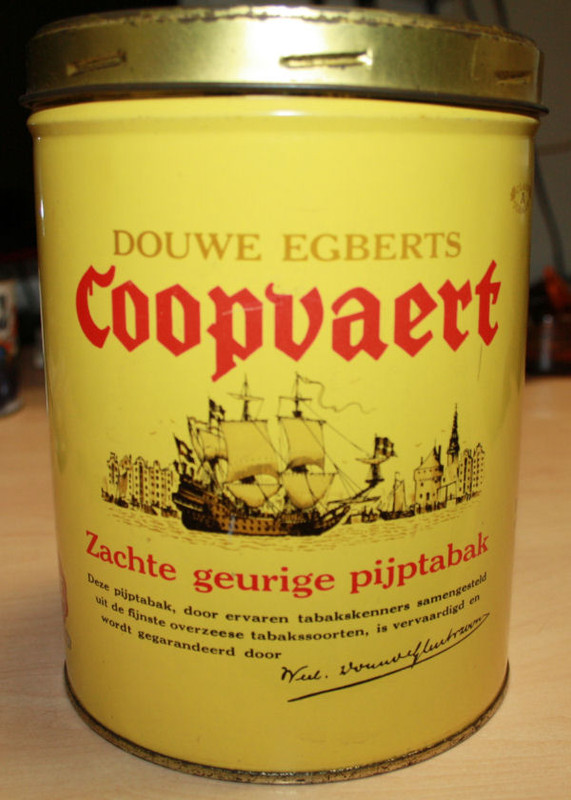 DOUWE EGBERTS
Coopvaert
Zachte geurige pijptabak
Deze pijptabak, door ervaren tabakskenners samengesteld
uit de fijnste overzeese tabakssoorten, is vervaardigd en
wordt gegarandeerd door